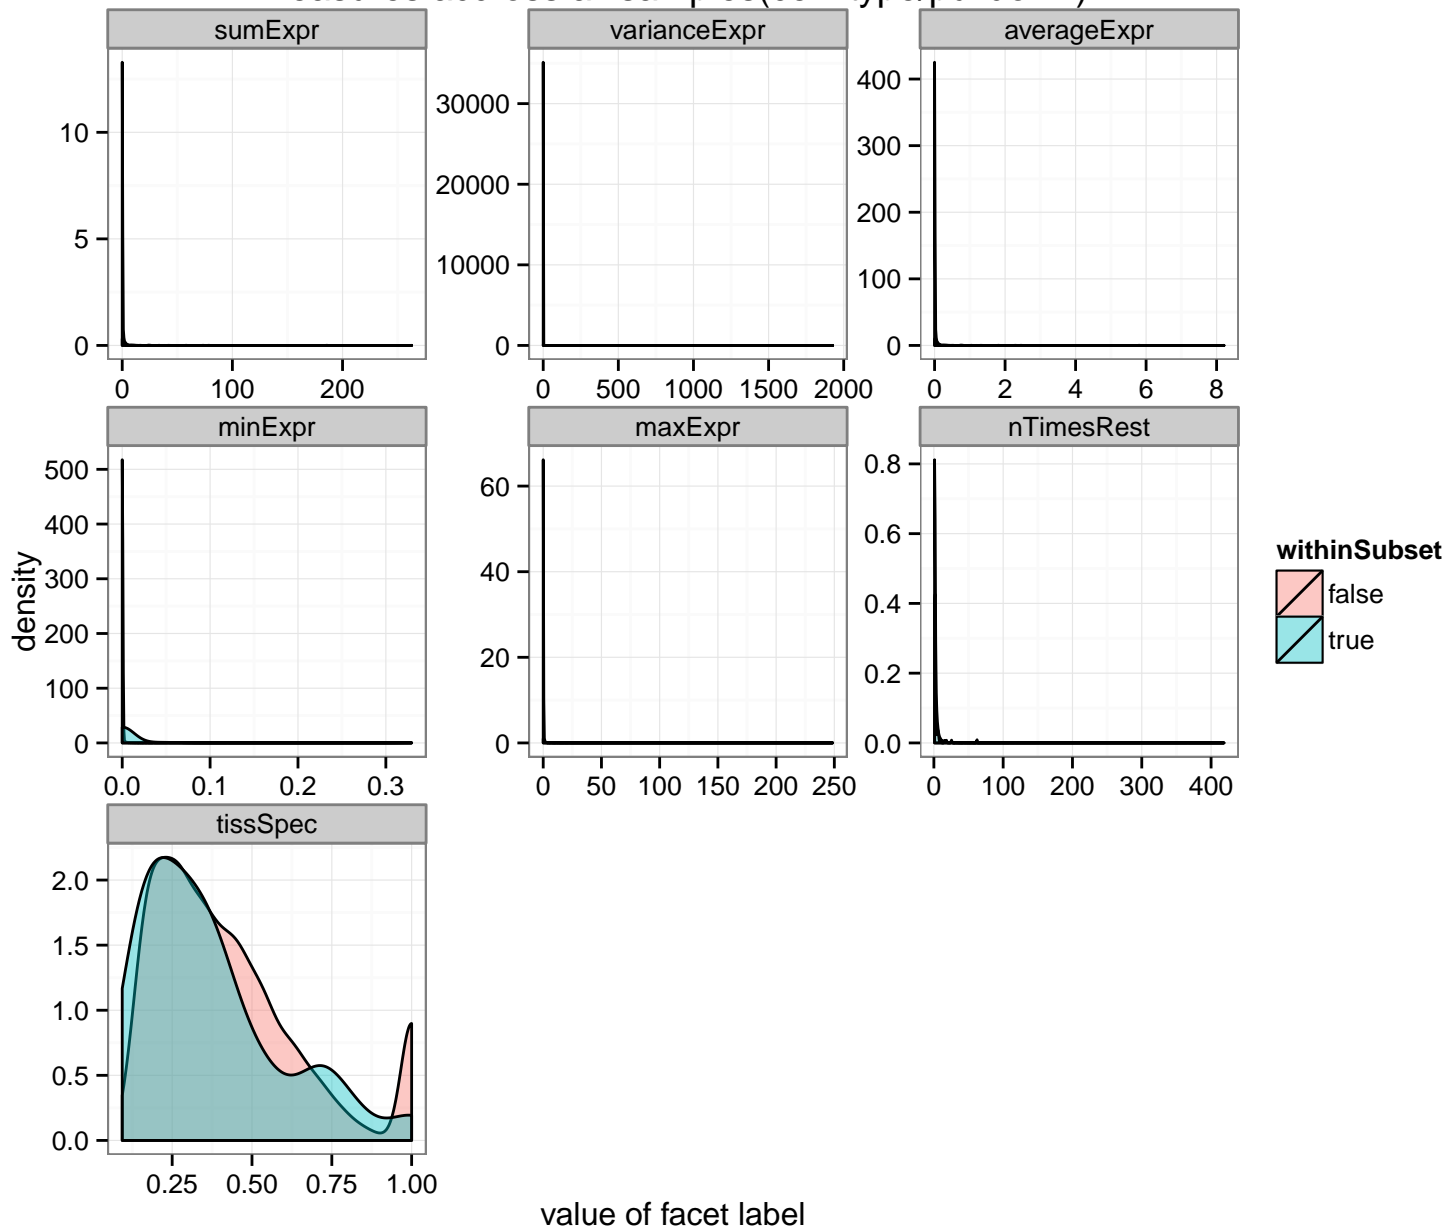 sumExpr varianceExpr averageExpr
10
5
0
0 100 200
30000
20000
10000
0
0 500 1000 1500 2000
400
300
200
100
0
0 2 4 6 8
minExpr maxExpr nTimesRest
500
400
300
200
100
0
0.0 0.1 0.2 0.3
60
40
20
0
0 50 100 150 200 250
0.8
0.6
0.4
0.2
0.0
0 100 200 300 400
tissSpec
2.0
1.5
1.0
0.5
0.0
0.25 0.50 0.75 1.00
density
value of facet label
withinSubset
false
true